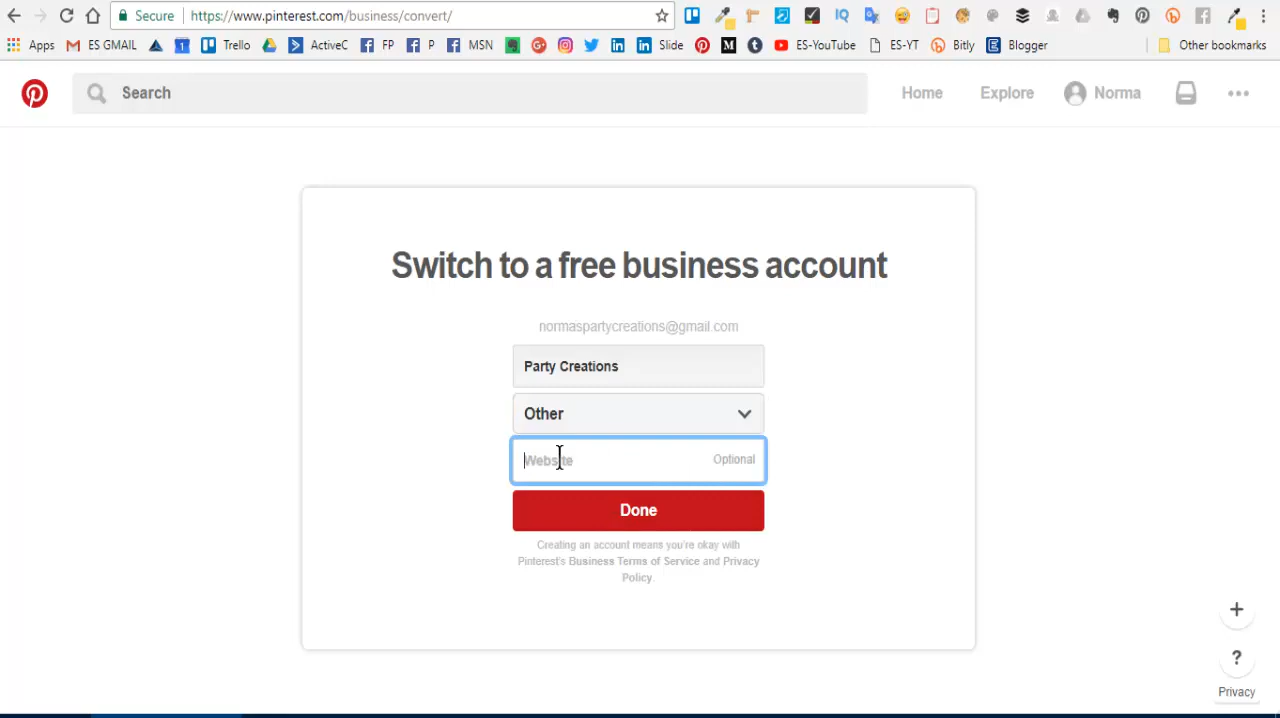 Secure https://www.pinterest.com/business/convert/
IQ
Apps ES GMAIL Trello ActiveC FP P MSN Slide M ES-YouTube ES-YT Bitly Blogger Other bookmarks
Search Home Explore Norma
Switch to a free business account
normaspartycreations@gmail.com
Party Creations
Other
Website Optional
Done
Creating an account means you're okay with
Pinterest's Business Terms of Service and Privacy
Policy.
+
?
Privacy